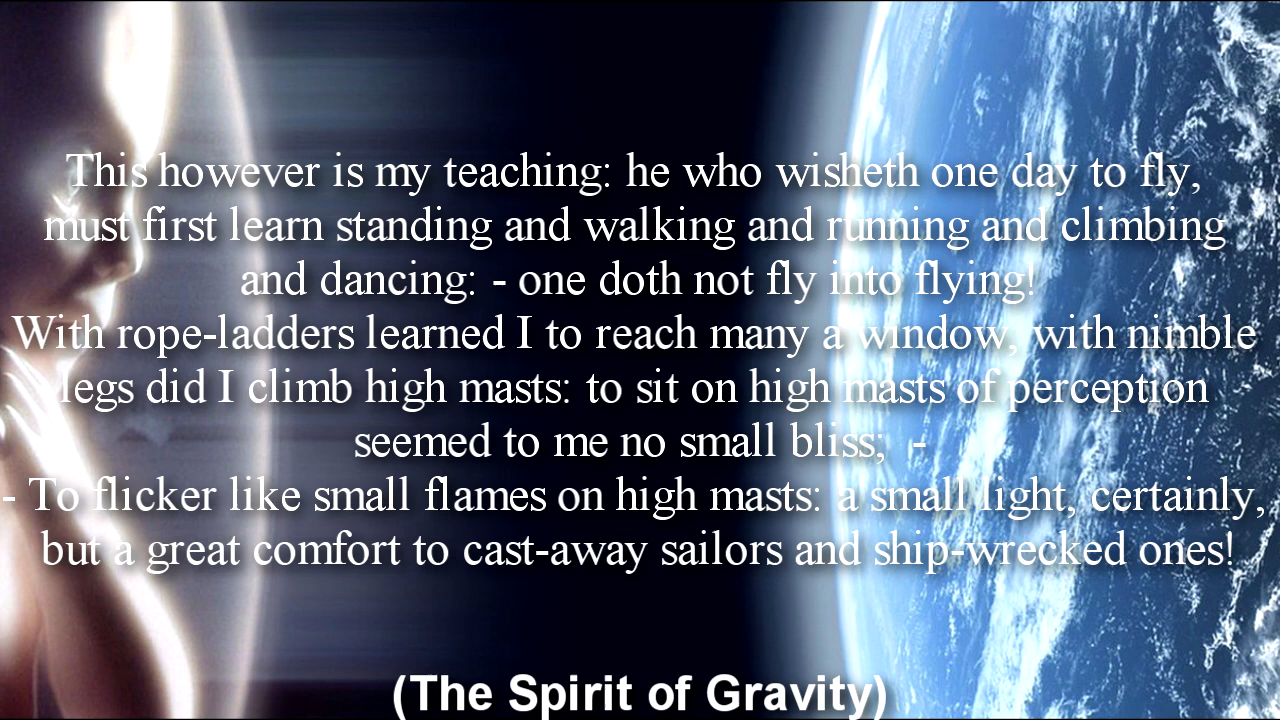 This however is my teaching: he who wisheth one day to fly,
must first learn standing and walking and running and climbing
and dancing: - one doth not fly into flying!
With rope-ladders learned I to reach many a window, with nimble
legs did I climb high masts: to sit on high masts of perception
seemed to me no small bliss;  -
- To flicker like small flames on high masts: a small light, certainly,
but a great comfort to cast-away sailors and ship-wrecked ones!
(The Spirit of Gravity)